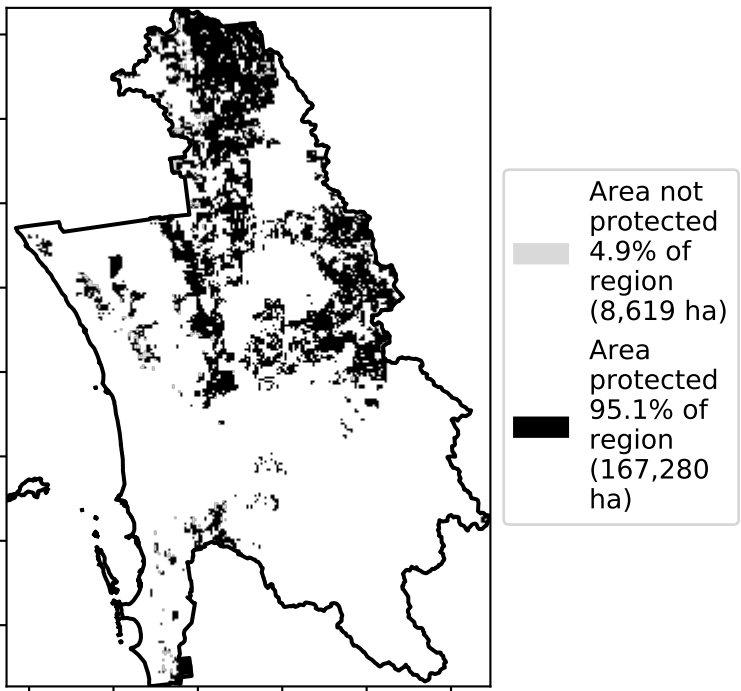 Area not
protected
4.9% of
region
(8,619 ha)
Area
protected
95.1% of
region
(167,280
ha)